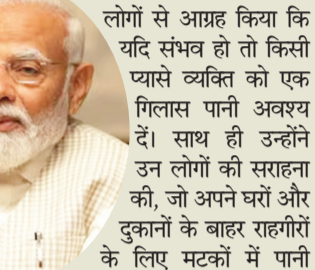 लोगों से आग्रह किया कि
यदि संभव हो तो किसी
प्यासे व्यक्ति को एक
गिलास पानी अवश्य
दें। साथ ही उन्होंने
उन लोगों की सराहना
की, जो अपने घरों और
दुकानों के बाहर राहगीरों
के लिए मटकों में पानी